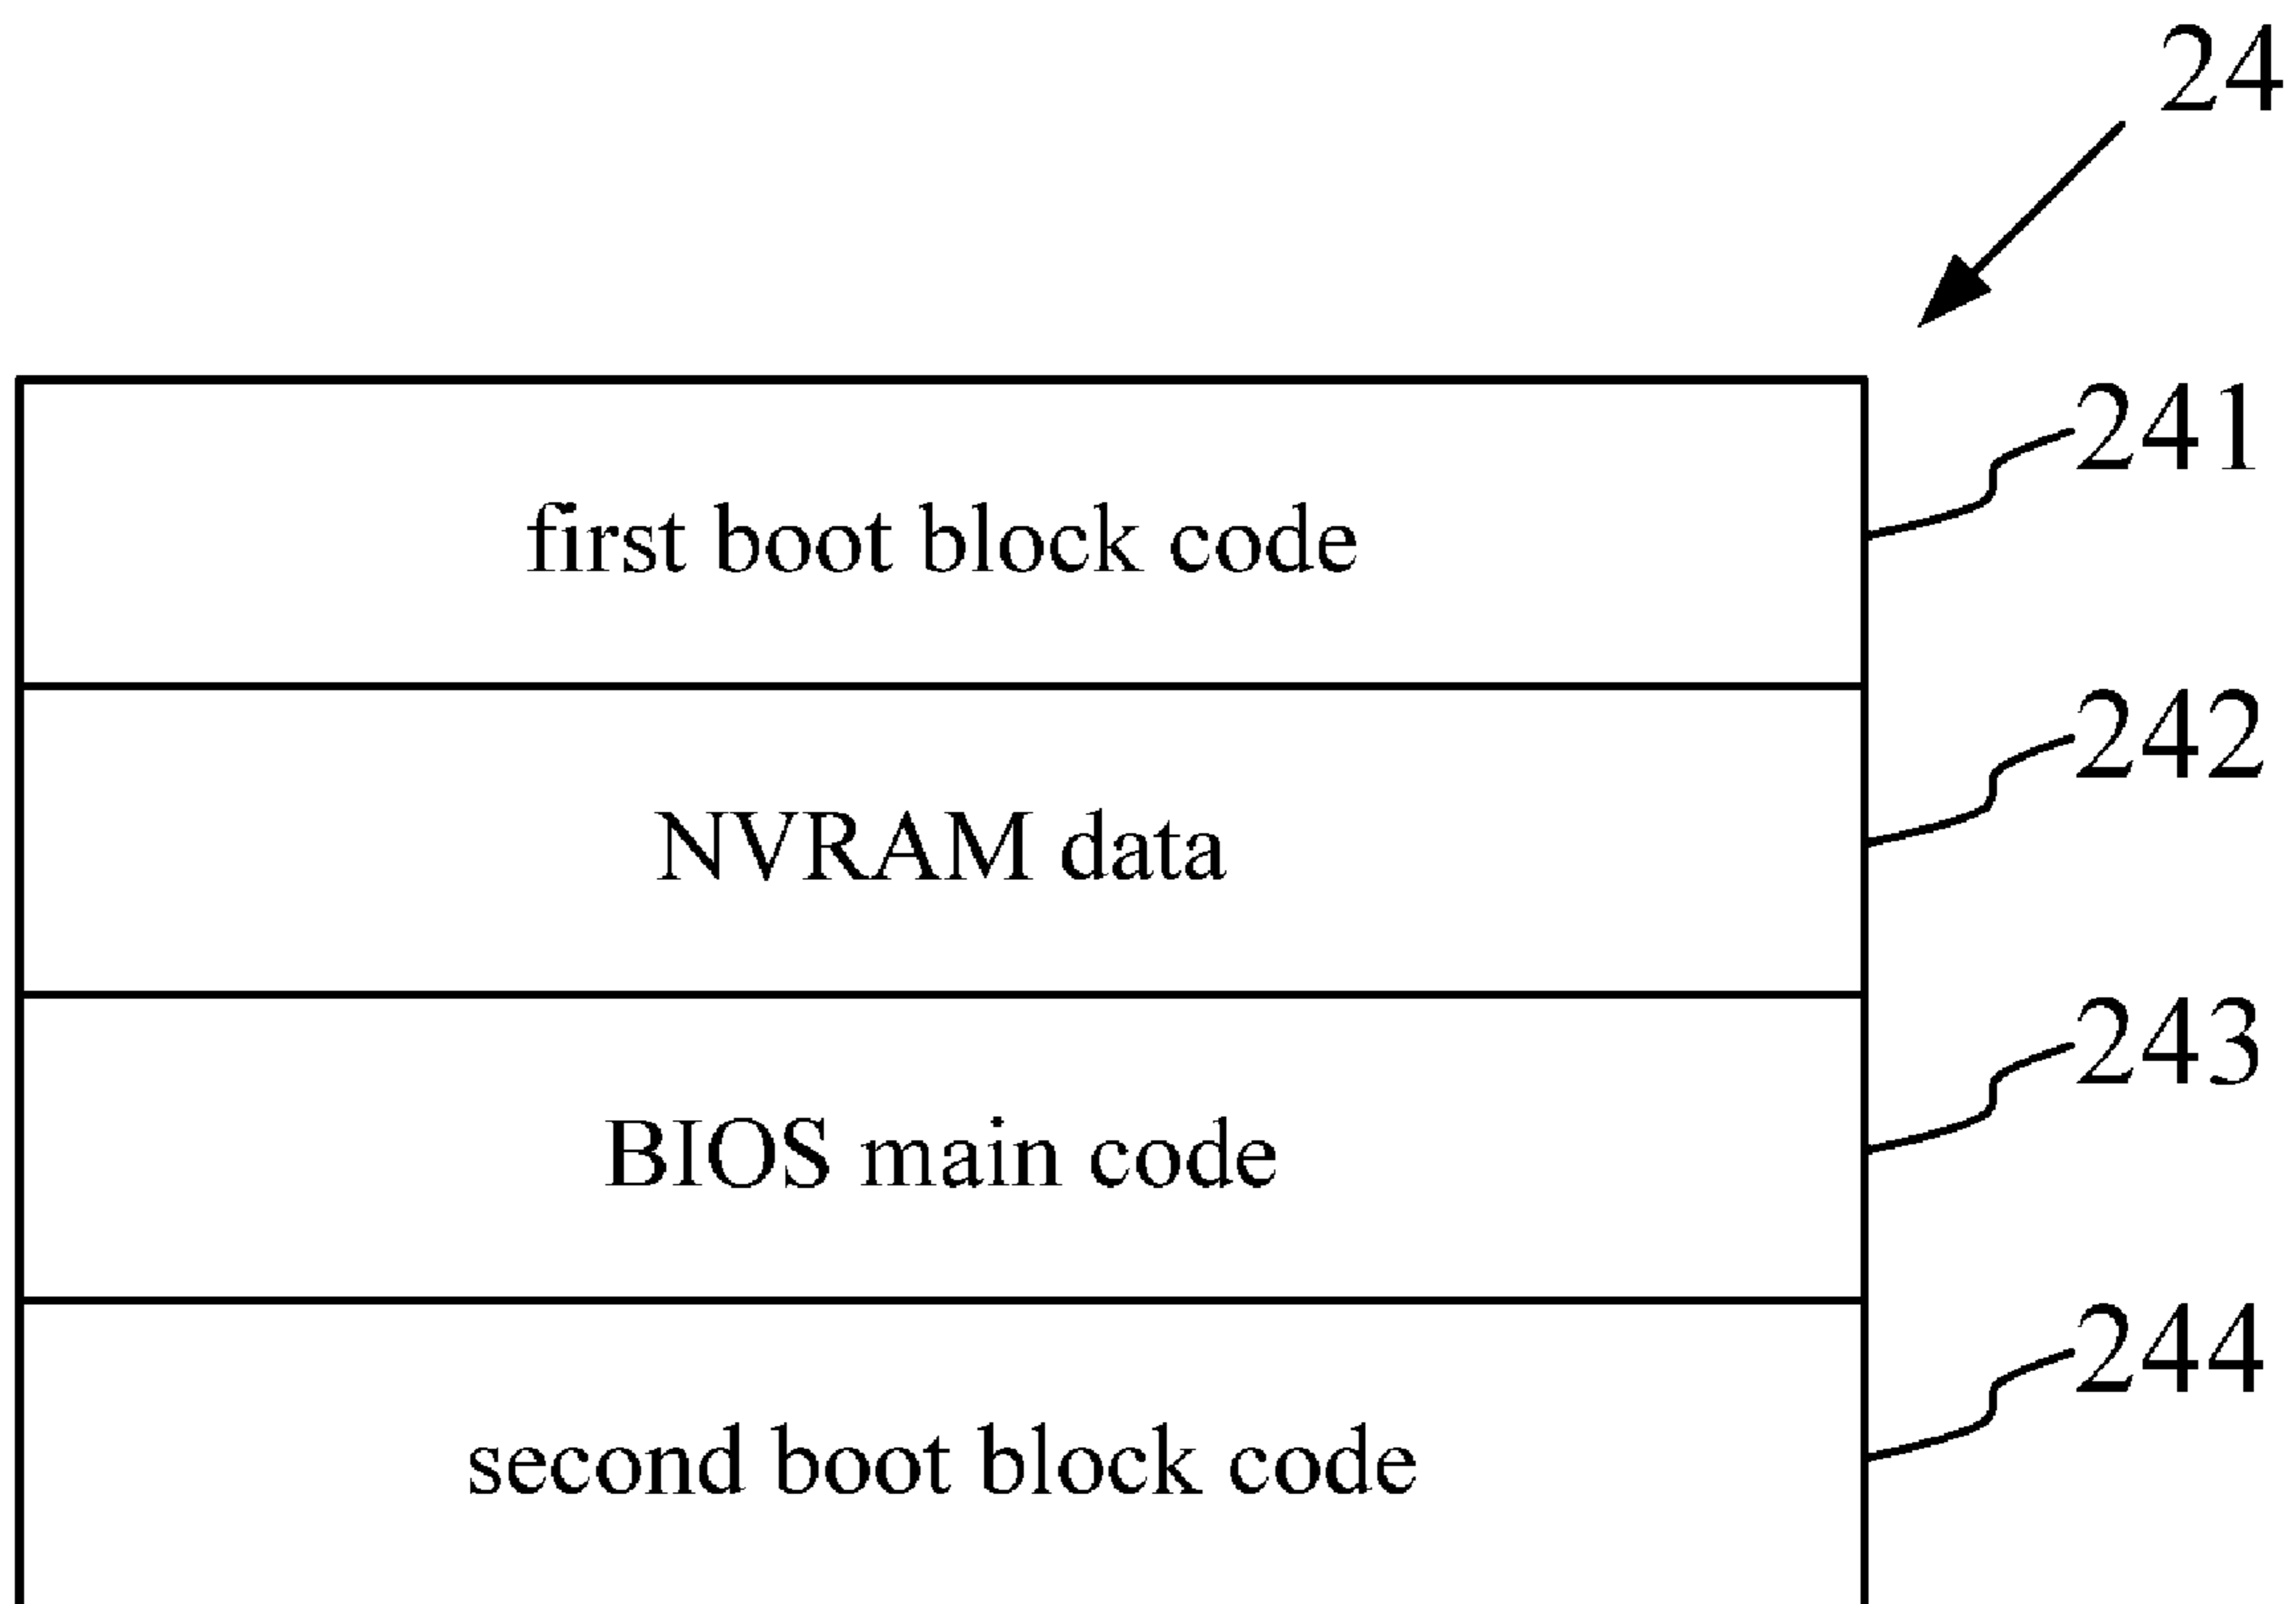 24
241
first boot block code
242
NVRAM data
243
BIOS main code
244
second boot block code